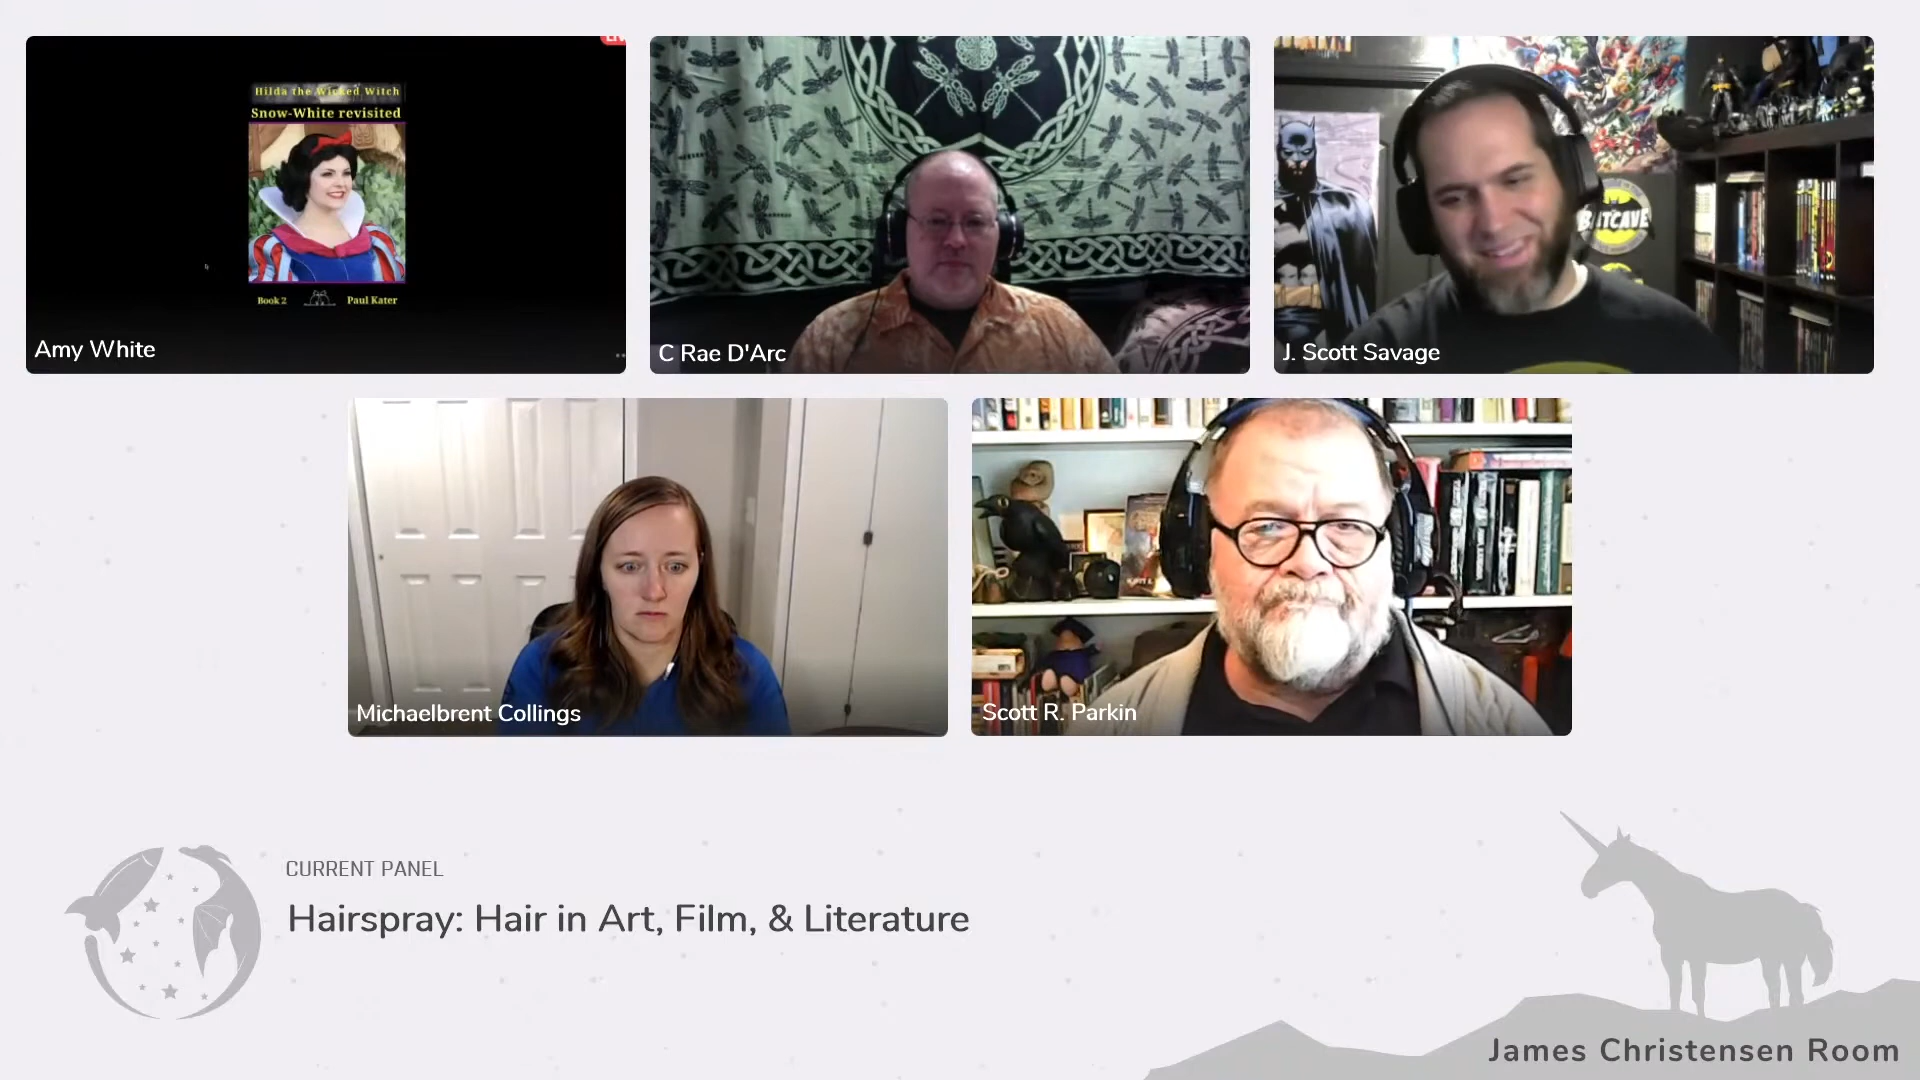 Hilda the Wicked Witch
Snow-White revisited
Book 2
Paul Kater
Amy White
C Rae D'Arc
BATCAVE
J. Scott Savage
Michaelbrent Collings
Scott R. Parkin
CURRENT PANEL
Hairspray: Hair in Art, Film, & Literature
James Christensen Room